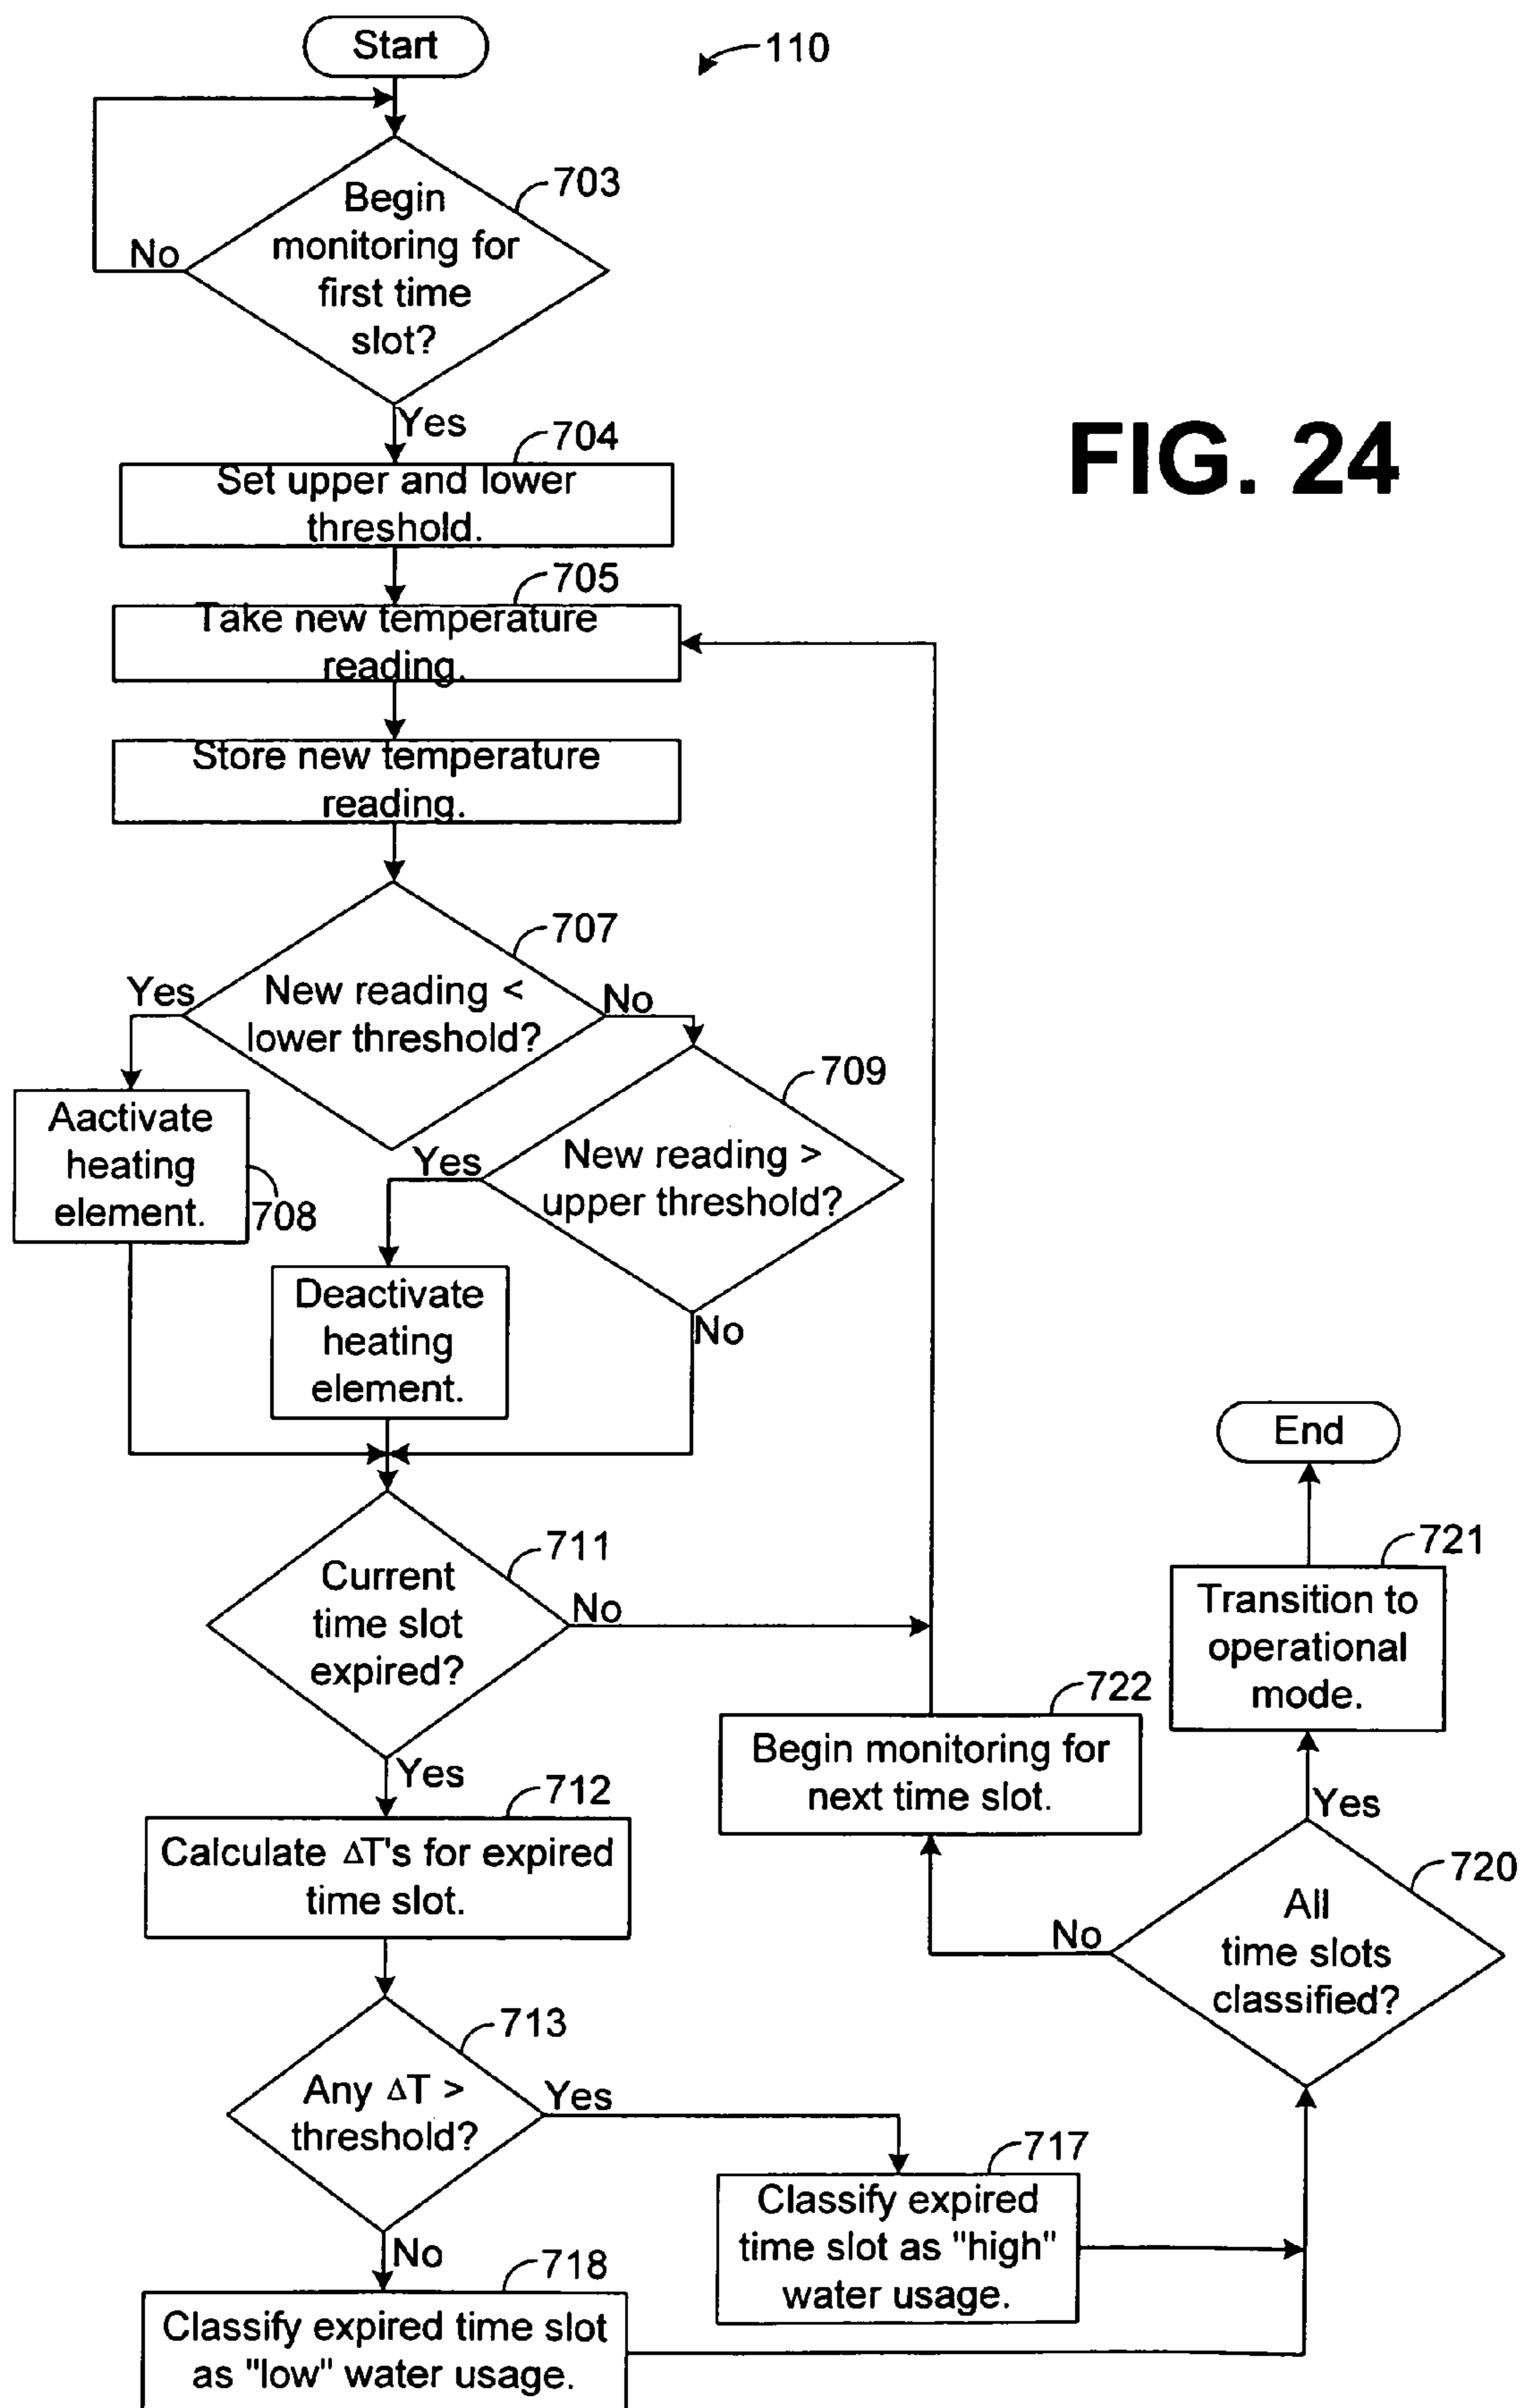 Start
110
703
Begin
monitoring for
first time
slot?
No
Yes
FIG. 24
704
Set upper and lower
threshold.
705
Take new temperature
reading.
Store new temperature
reading.
707
New reading <
lower threshold?
Yes
No
709
Aactivate
heating
element.
708
New reading >
upper threshold?
Yes
No
Deactivate
heating
element.
End
711
Current
time slot
expired?
No
Yes
721
Transition to
operational
mode.
722
Begin monitoring for
next time slot.
712
Calculate ΔT's for expired
time slot.
Yes
720
All
time slots
classified?
No
713
Any ΔT >
threshold?
Yes
No
717
Classify expired
time slot as "high"
water usage.
718
Classify expired time slot
as "low" water usage.